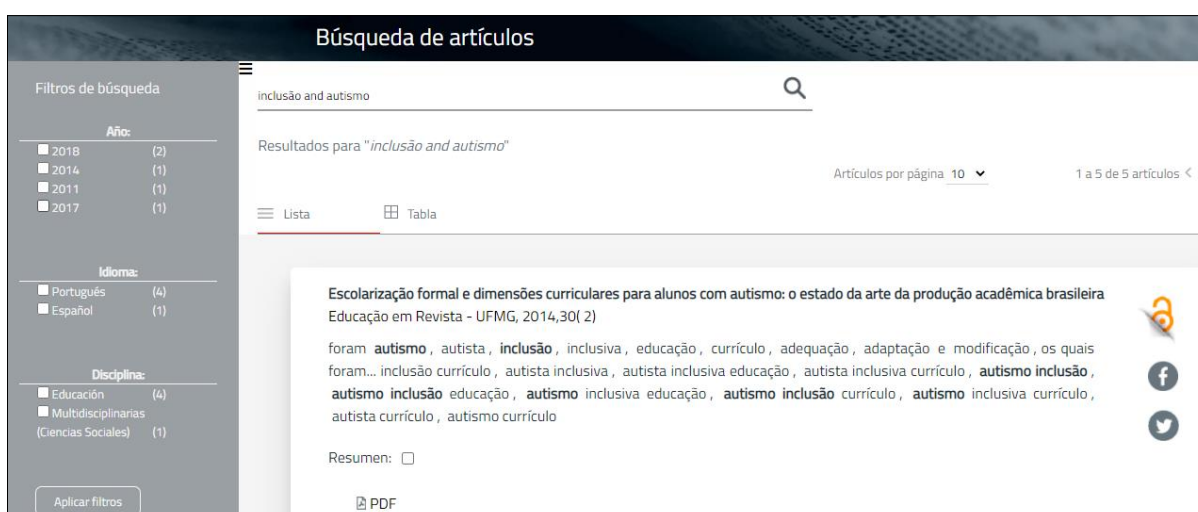 Búsqueda de artículos
Filtros de búsqueda
Año:
2018 (2)
2014 (1)
2011 (1)
2017 (1)
Idioma:
Portugués (4)
Español (1)
Disciplina:
Educación (4)
Multidisciplinarias
(Ciencias Sociales) (1)
Aplicar filtros
inclusão and autismo
Resultados para "inclusão and autismo"
Artículos por página 10
1 a 5 de 5 artículos <
Lista
Tabla
Escolarização formal e dimensões curriculares para alunos com autismo: o estado da arte da produção acadêmica brasileira
Educação em Revista - UFMG, 2014,30( 2)
foram autismo , autista , inclusão , inclusiva , educação , currículo , adequação , adaptação e modificação , os quais
foram... inclusão currículo , autista inclusiva , autista inclusiva educação , autista inclusiva currículo , autismo inclusão ,
autismo inclusão educação , autismo inclusiva educação , autismo inclusão currículo , autismo inclusiva currículo ,
autista currículo , autismo currículo
Resumen:
PDF